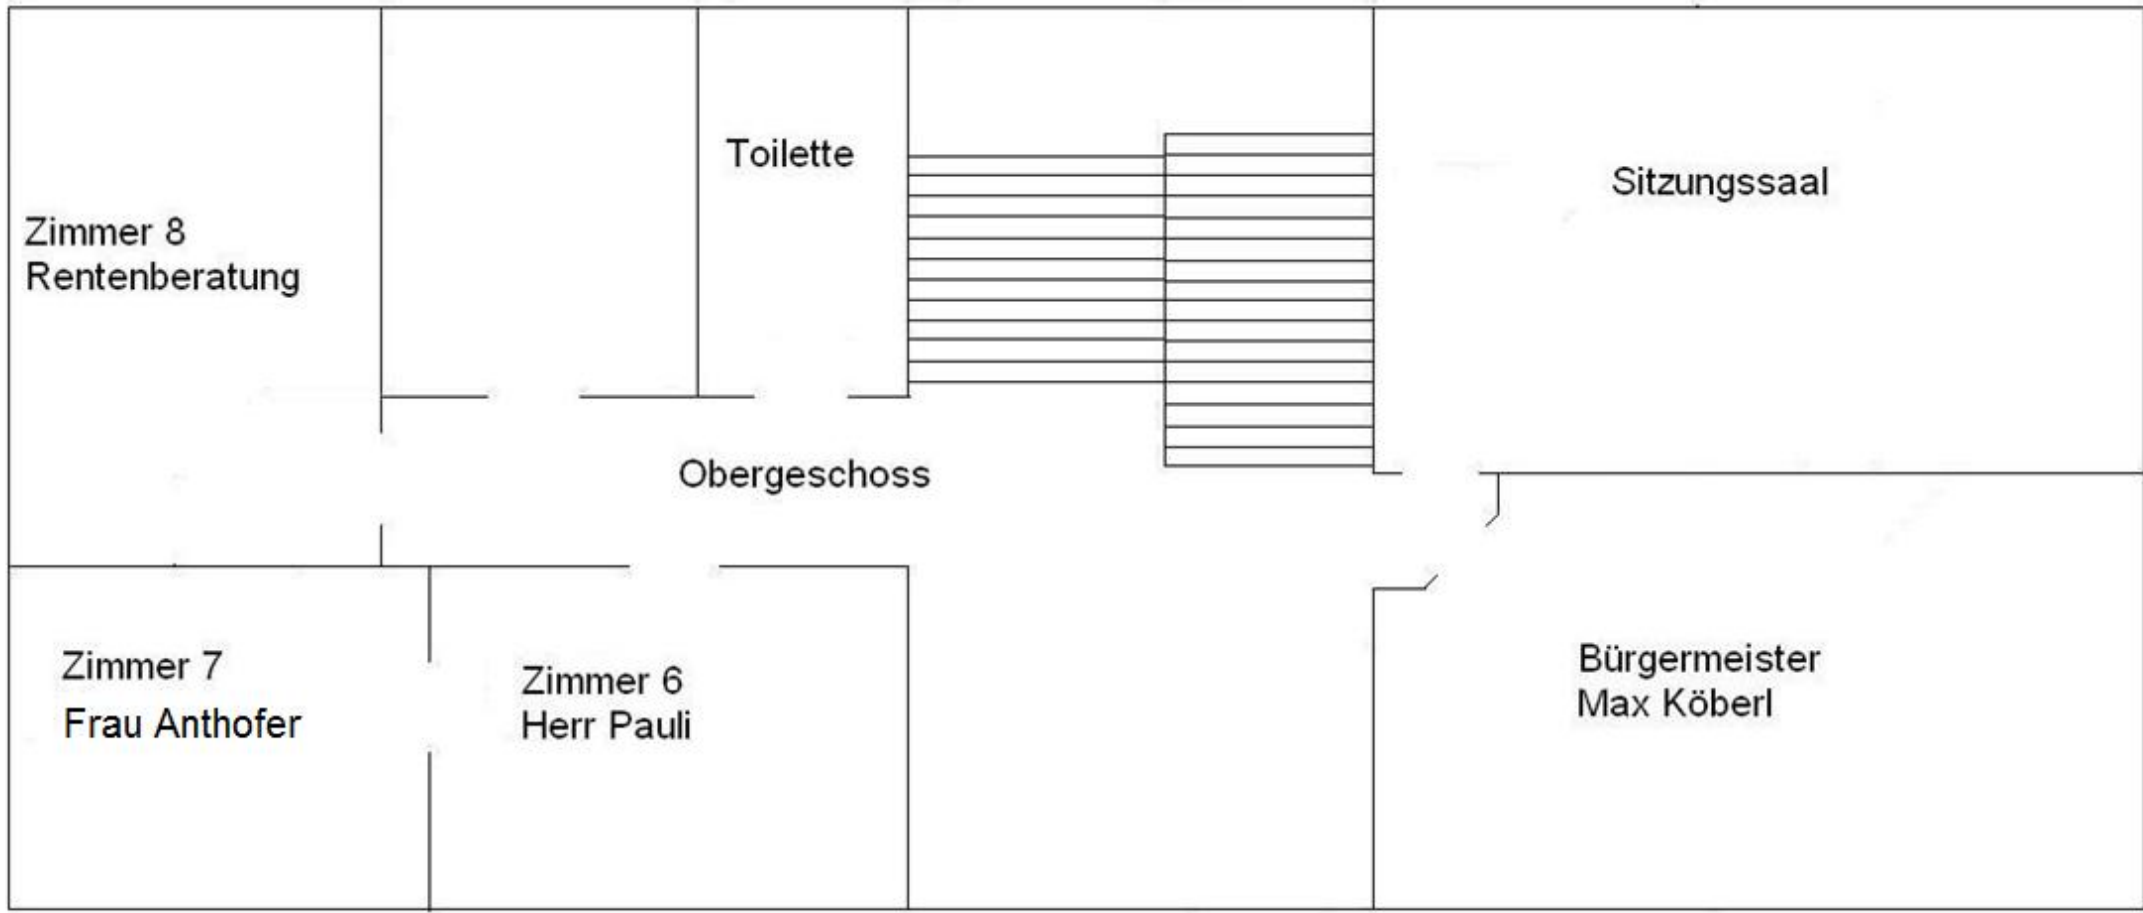 Toilette
Sitzungssaal
Zimmer 8
Rentenberatung
Obergeschoss
Zimmer 7
Frau Anthofer
Zimmer 6
Herr Pauli
Bürgermeister
Max Köberl